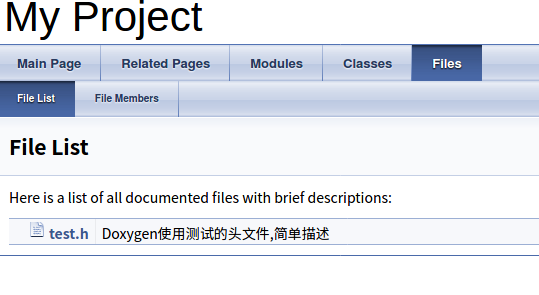 My Project
Main Page Related Pages Modules Classes Files
File List File Members
File List
Here is a list of all documented files with brief descriptions:
test.h Doxygen使用测试的头文件,简单描述